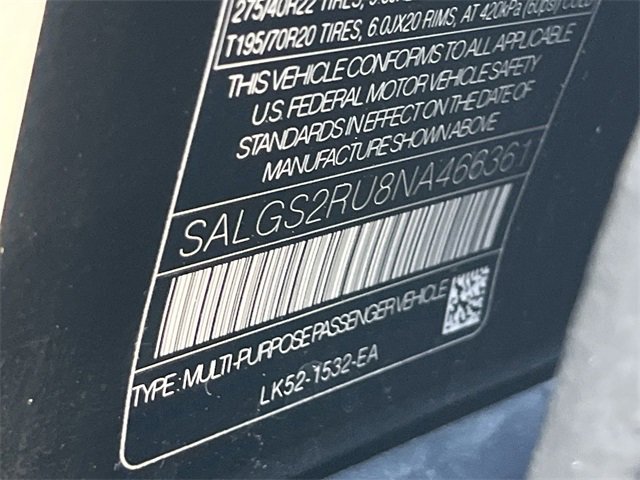 275/40R22 TIRES,
T195/70R20 TIRES, 6.0JX20 RIMS, AT 420kPa (60psi) COLD
THIS VEHICLE CONFORMS TO ALL APPLICABLE
U.S. FEDERAL MOTOR VEHICLE SAFETY
STANDARDS IN EFFECT ON THE DATE OF
MANUFACTURE SHOWN ABOVE
SALGS2RU8NA466361
TYPE: MULTI-PURPOSE PASSENGER VEHICLE
LK52-1532-EA